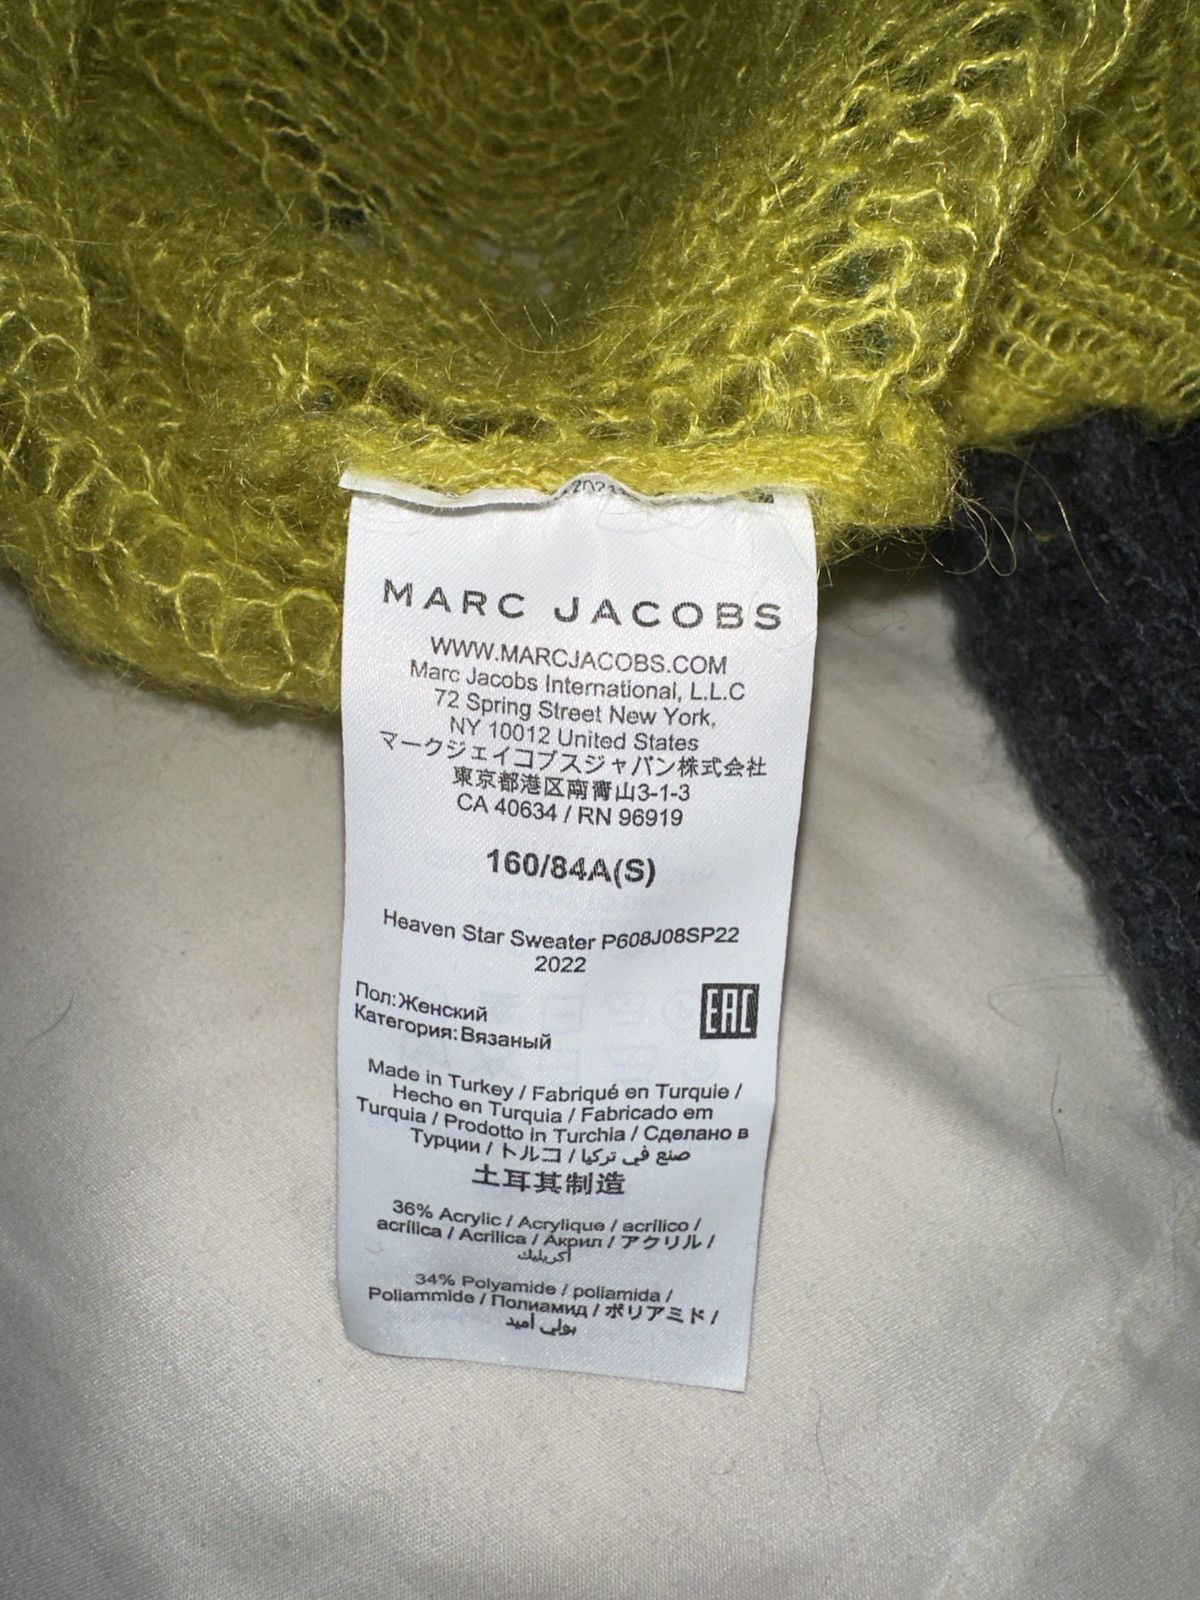 MARC JACOBS
WWW.MARCJACOBS.COM
Marc Jacobs International, L.L.C
72 Spring Street New York,
NY 10012 United States
マークジェイコブスジャパン株式会社
東京都港区南青山3-1-3
CA 40634 / RN 96919
160/84A(S)
Heaven Star Sweater P608J08SP22
2022
Пол:Женский
Категория:Вязаный
EAC
Made in Turkey / Fabriqué en Turquie /
Hecho en Turquia / Fabricado em
Turquia / Prodotto in Turchia / Сделано в
Турции / トルコ / صنع في تركيا
土耳其制造
36% Acrylic / Acrylique / acrilico /
acrílica / Acrilica / Акрил / アクリル /
أكريليك
34% Polyamide / poliamida /
Poliammide / Полиамид / ポリアミド /
بولي أميد